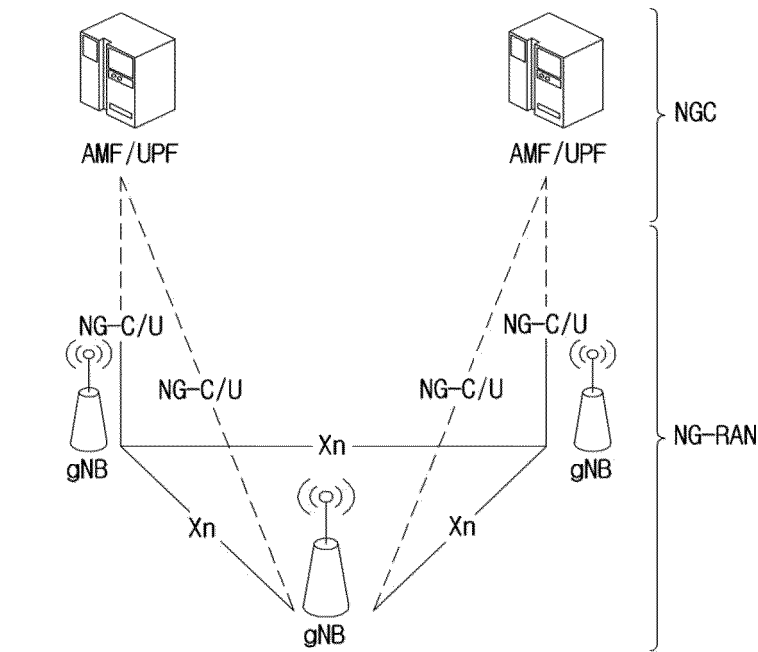 AMF/UPF
AMF/UPF
NGC
NG-C/U
NG-C/U
NG-C/U
NG-C/U
Xn
NG-RAN
gNB
gNB
Xn
Xn
gNB